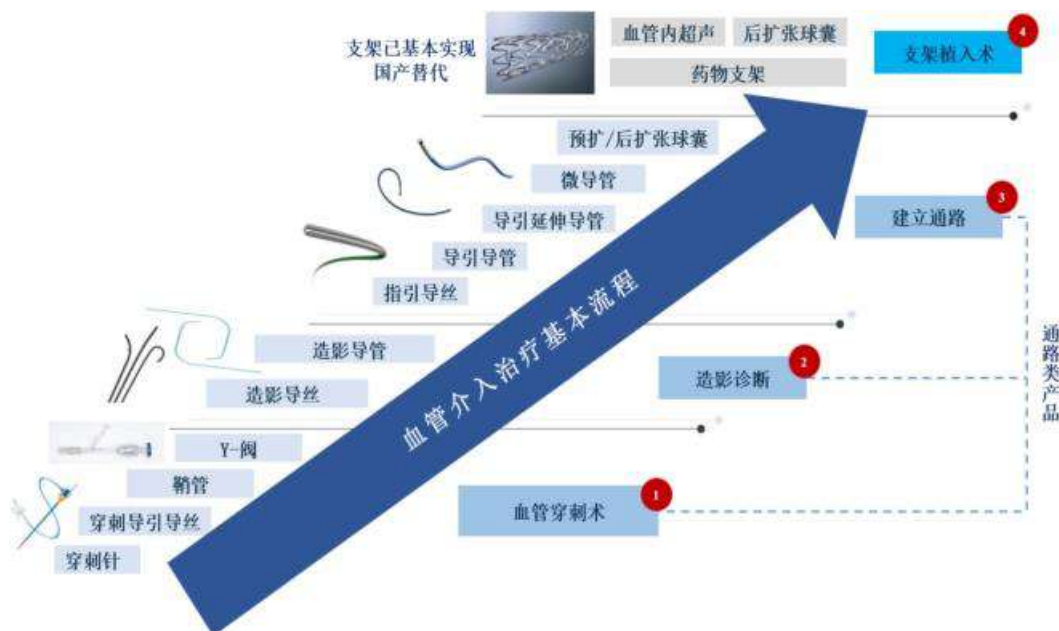 支架已基本实现
国产替代
血管内超声
后扩张球囊
药物支架
支架植入术
4
预扩/后扩张球囊
微导管
导引延伸导管
导引导管
指引导丝
建立通路
3
造影导管
造影导丝
造影诊断
2
Y-阀
鞘管
穿刺导引导丝
穿刺针
血管穿刺术
1
血管介入治疗基本流程
通路类产品